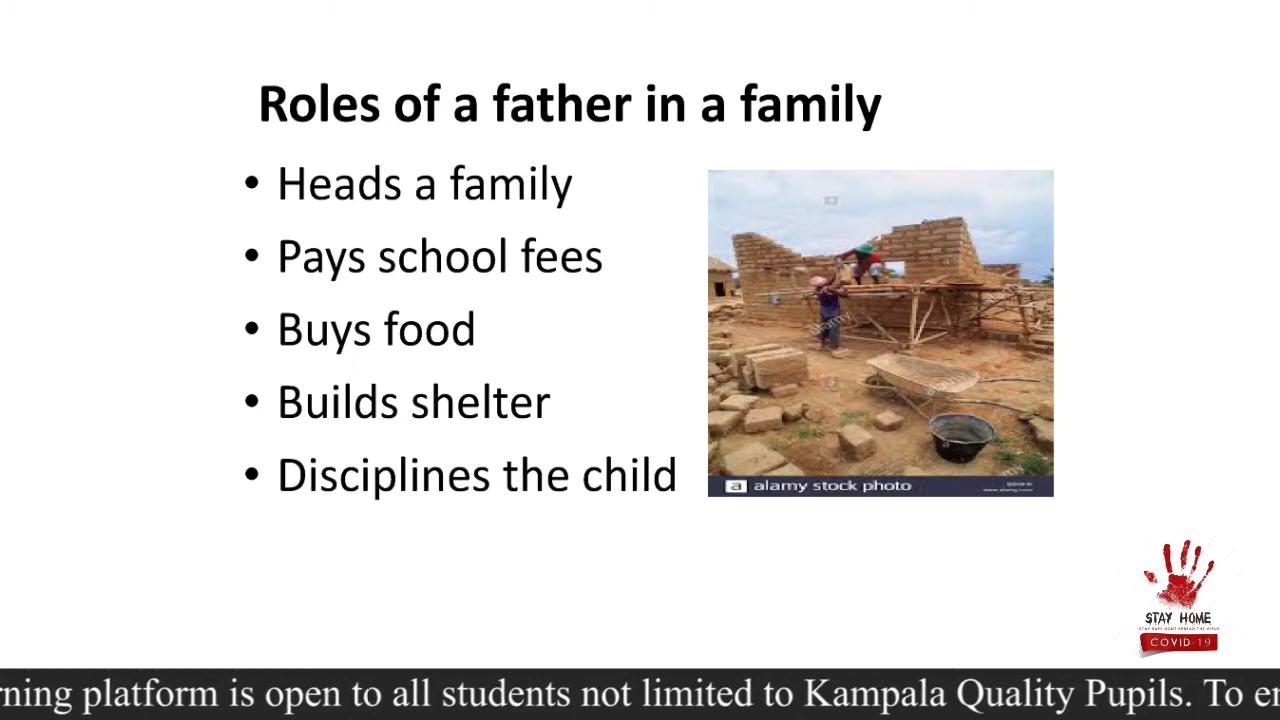 Roles of a father in a family
• Heads a family
• Pays school fees
• Buys food
• Builds shelter
• Disciplines the child
alamy
a alamy stock photo
STAY HOME
COVID-19
rning platform is open to all students not limited to Kampala Quality Pupils. To en